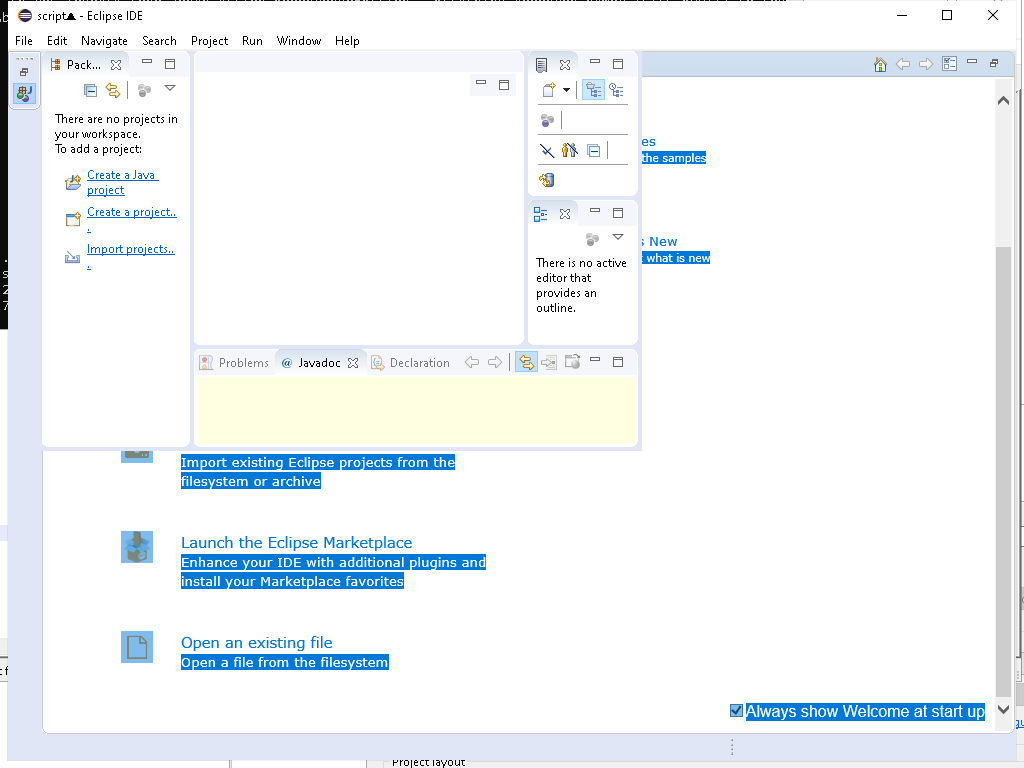 script▲ - Eclipse IDE
File Edit Navigate Search Project Run Window Help
Pack...
There are no projects in
your workspace.
To add a project:
Create a Java
project
Create a project..
.
Import projects..
.
There is no active
editor that
provides an
outline.
es
the samples
s New
what is new
Problems @ Javadoc Declaration
Import existing Eclipse projects from the
filesystem or archive
Launch the Eclipse Marketplace
Enhance your IDE with additional plugins and
install your Marketplace favorites
Open an existing file
Open a file from the filesystem
Always show Welcome at start up
Project layout